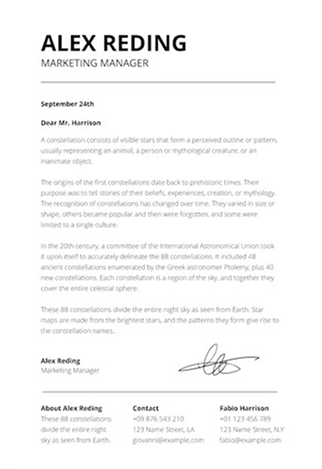 ALEX REDING
MARKETING MANAGER
September 24th
Dear Mr. Harrison
A constellation consists of visible stars that form a perceived outline or pattern,
usually representing an animal, a person or mythological creature, or an
inanimate object.
The origins of the first constellations date back to prehistoric times. Their
purpose was to tell stories of their beliefs, experiences, creation, or mythology.
The recognition of constellations has changed over time. They varied in size or
shape, others became popular and then were forgotten, and some were
limited to a single culture.
In the 20th century, a committee of the International Astronomical Union took
it upon itself to accurately delineate the 88 constellations. It included 48
ancient constellations enumerated by the Greek astronomer Ptolemy, plus 40
new constellations. Each constellation is a region of the sky, and together they
cover the entire celestial sphere.
These 88 constellations divide the entire night sky as seen from Earth. Star
maps are made from the brightest stars, and the patterns they form give rise to
the constellation names..
Alex Reding
Marketing Manager
About Alex Reding
These 88 constellations
divide the entire night
sky as seen from Earth.
Contact
+09 876 543 210
123 Name Street, LA
giovanni@example.com
Fabio Harrison
+01 123 456 789
123 Name Street, N.Y
fabio@example.com